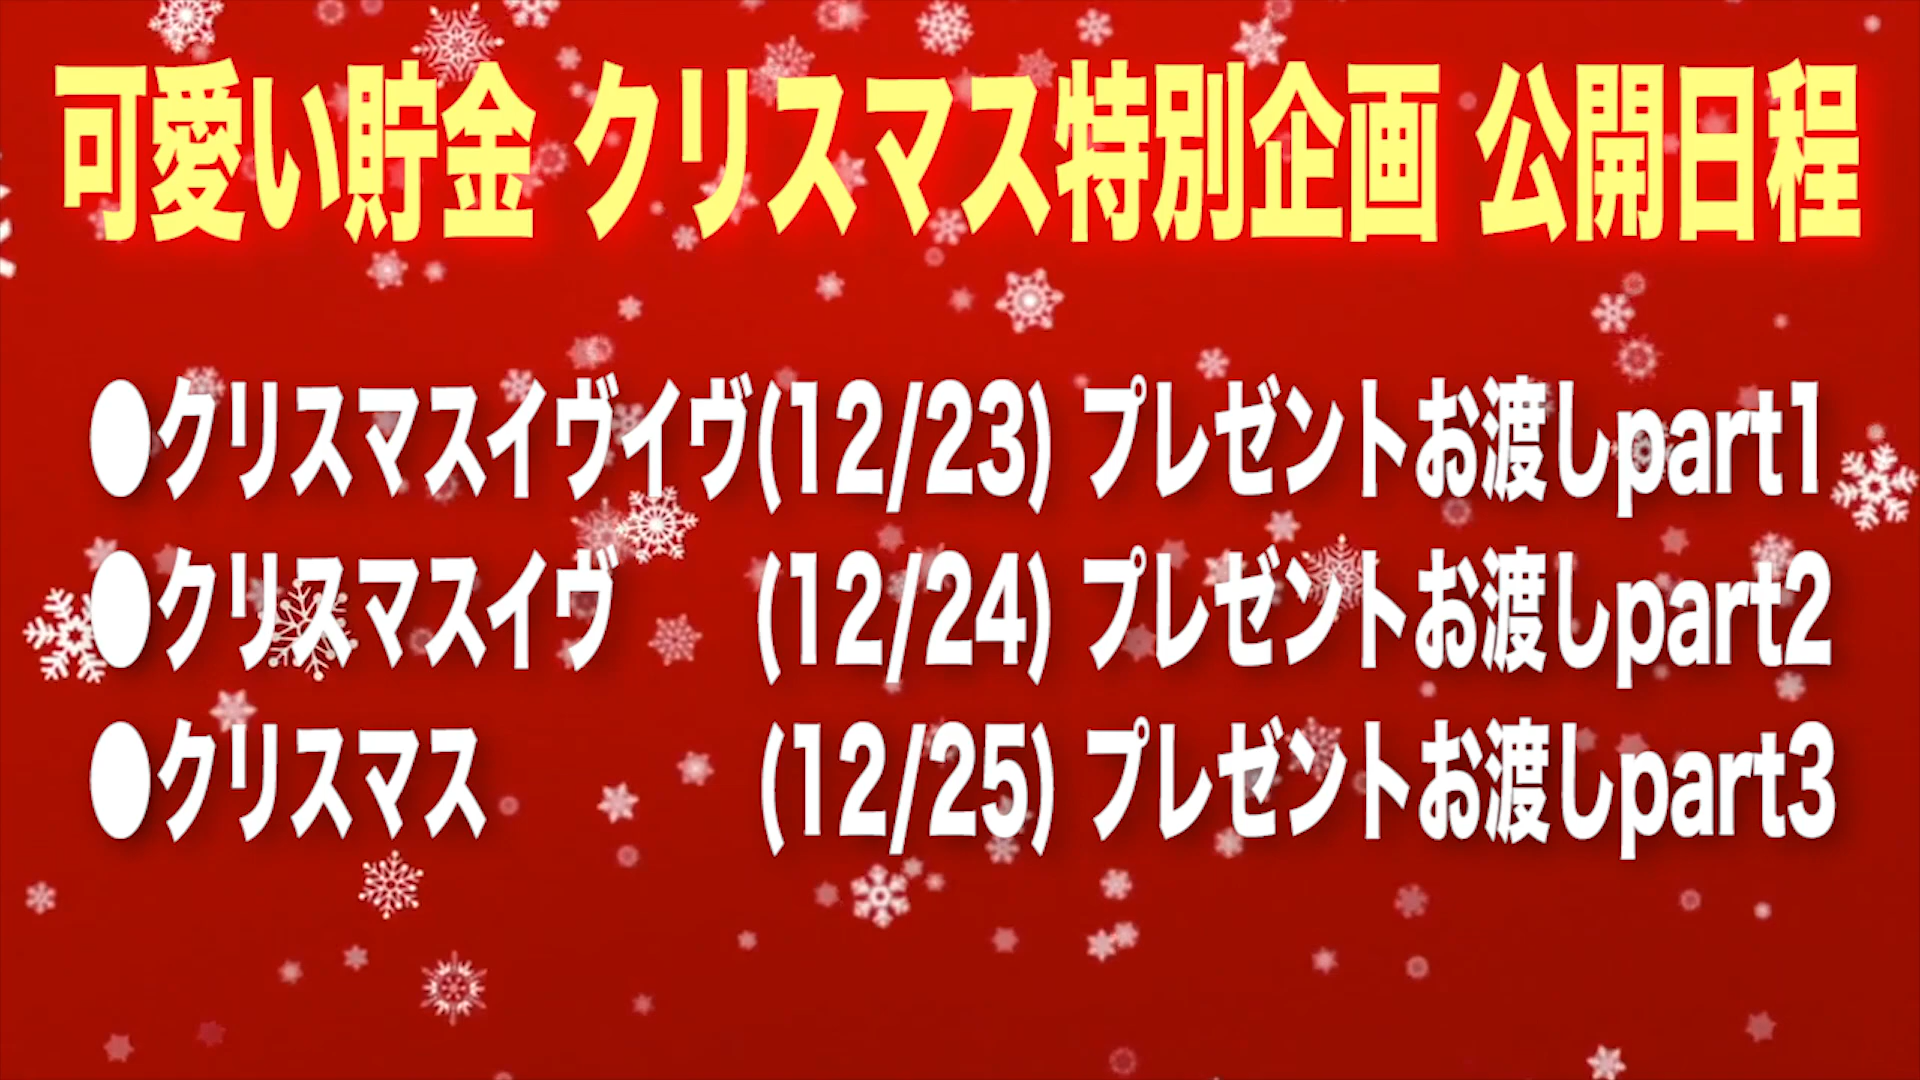 可愛い貯金 クリスマス特別企画 公開日程
●クリスマスイヴイヴ(12/23) プレゼントお渡しpart1
●クリスマスイヴ (12/24) プレゼントお渡しpart2
●クリスマス (12/25) プレゼントお渡しpart3